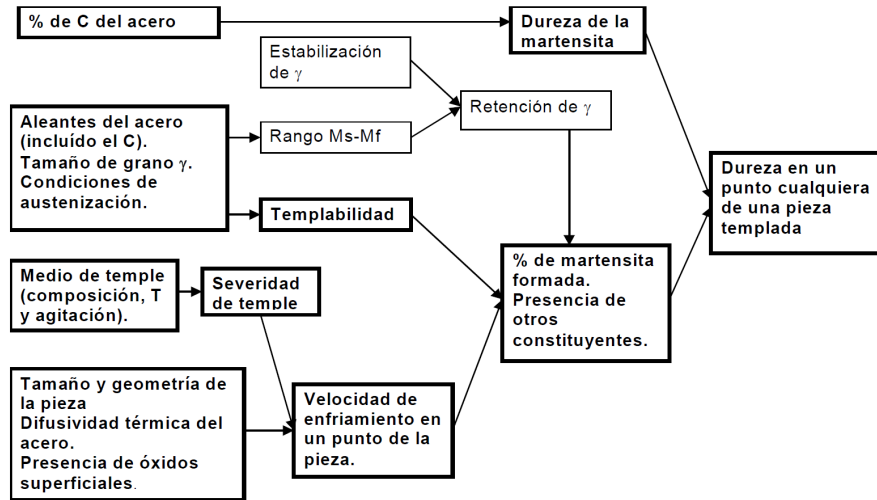 % de C del acero
Dureza de la
martensita
Estabilización
de γ
Retención de γ
Aleantes del acero
(incluído el C).
Tamaño de grano γ.
Condiciones de
austenización.
Rango Ms-Mf
Templabilidad
Dureza en un
punto cualquiera
de una pieza
templada
% de martensita
formada.
Presencia de
otros
constituyentes.
Medio de temple
(composición, T
y agitación).
Severidad
de temple
Tamaño y geometría de
la pieza
Difusividad térmica del
acero.
Presencia de óxidos
superficiales.
Velocidad de
enfriamiento en
un punto de la
pieza.